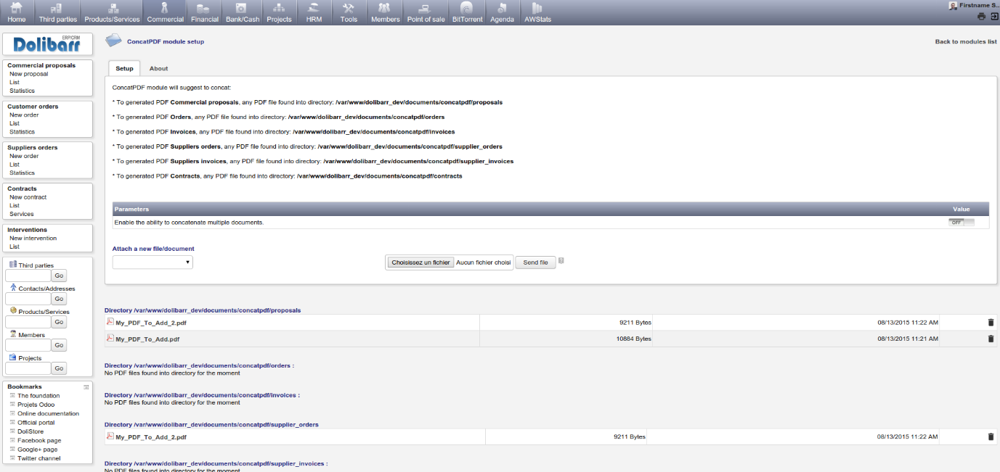 Home Third parties Products/Services Commercial Financial Bank/Cash Projects HRM Tools Members Point of sale BitTorrent Agenda AWStats
Firstname S..
Dolibarr ERP/CRM
Commercial proposals
New proposal
List
Statistics
Customer orders
New order
List
Statistics
Suppliers orders
New order
List
Statistics
Contracts
New contract
List
Services
Interventions
New intervention
List
Third parties
Go
Contacts/Addresses
Go
Products/Services
Go
Members
Go
Projects
Go
Bookmarks
The foundation
Projets Odoo
Online documentation
Official portal
DoliStore
Facebook page
Google+ page
Twitter channel
ConcatPDF module setup
Back to modules list
Setup About
ConcatPDF module will suggest to concat:
* To generated PDF Commercial proposals, any PDF file found into directory: /var/www/dolibarr_dev/documents/concatpdf/proposals
* To generated PDF Orders, any PDF file found into directory: /var/www/dolibarr_dev/documents/concatpdf/orders
* To generated PDF Invoices, any PDF file found into directory: /var/www/dolibarr_dev/documents/concatpdf/invoices
* To generated PDF Suppliers orders, any PDF file found into directory: /var/www/dolibarr_dev/documents/concatpdf/supplier_orders
* To generated PDF Suppliers invoices, any PDF file found into directory: /var/www/dolibarr_dev/documents/concatpdf/supplier_invoices
* To generated PDF Contracts, any PDF file found into directory: /var/www/dolibarr_dev/documents/concatpdf/contracts
Parameters Value
Enable the ability to concatenate multiple documents. OFF
Attach a new file/document
Choisissez un fichier Aucun fichier choisi Send file
Directory /var/www/dolibarr_dev/documents/concatpdf/proposals
My_PDF_To_Add_2.pdf 9211 Bytes 08/13/2015 11:22 AM
My_PDF_To_Add.pdf 10884 Bytes 08/13/2015 11:21 AM
Directory /var/www/dolibarr_dev/documents/concatpdf/orders :
No PDF files found into directory for the moment
Directory /var/www/dolibarr_dev/documents/concatpdf/invoices :
No PDF files found into directory for the moment
Directory /var/www/dolibarr_dev/documents/concatpdf/supplier_orders
My_PDF_To_Add_2.pdf 9211 Bytes 08/13/2015 11:22 AM
Directory /var/www/dolibarr_dev/documents/concatpdf/supplier_invoices :
No PDF files found into directory for the moment